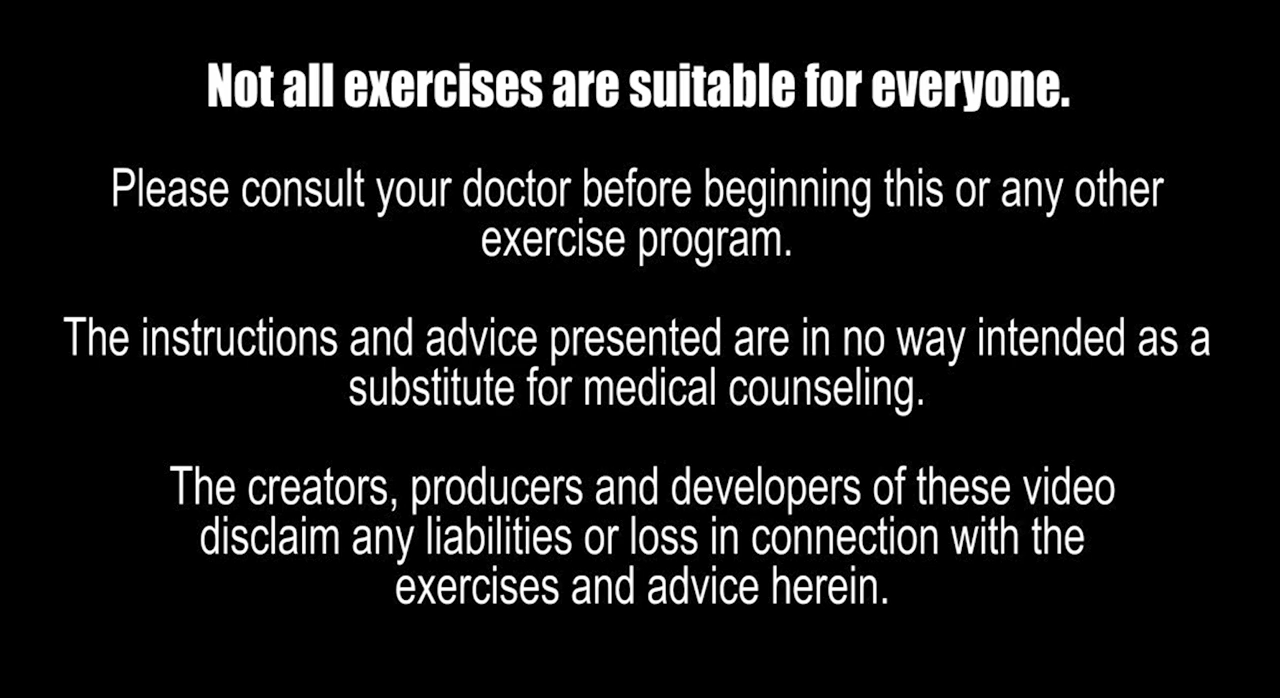 Not all exercises are suitable for everyone.
Please consult your doctor before beginning this or any other
exercise program.
The instructions and advice presented are in no way intended as a
substitute for medical counseling.
The creators, producers and developers of these video
disclaim any liabilities or loss in connection with the
exercises and advice herein.